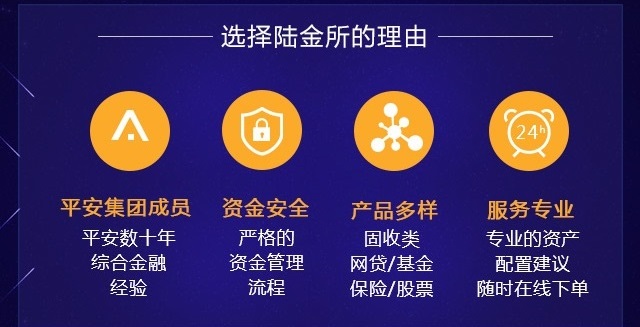 选择陆金所的理由
24h
平安集团成员
平安数十年
综合金融
经验
资金安全
严格的
资金管理
流程
产品多样
固收类
网贷/基金
保险/股票
服务专业
专业的资产
配置建议
随时在线下单